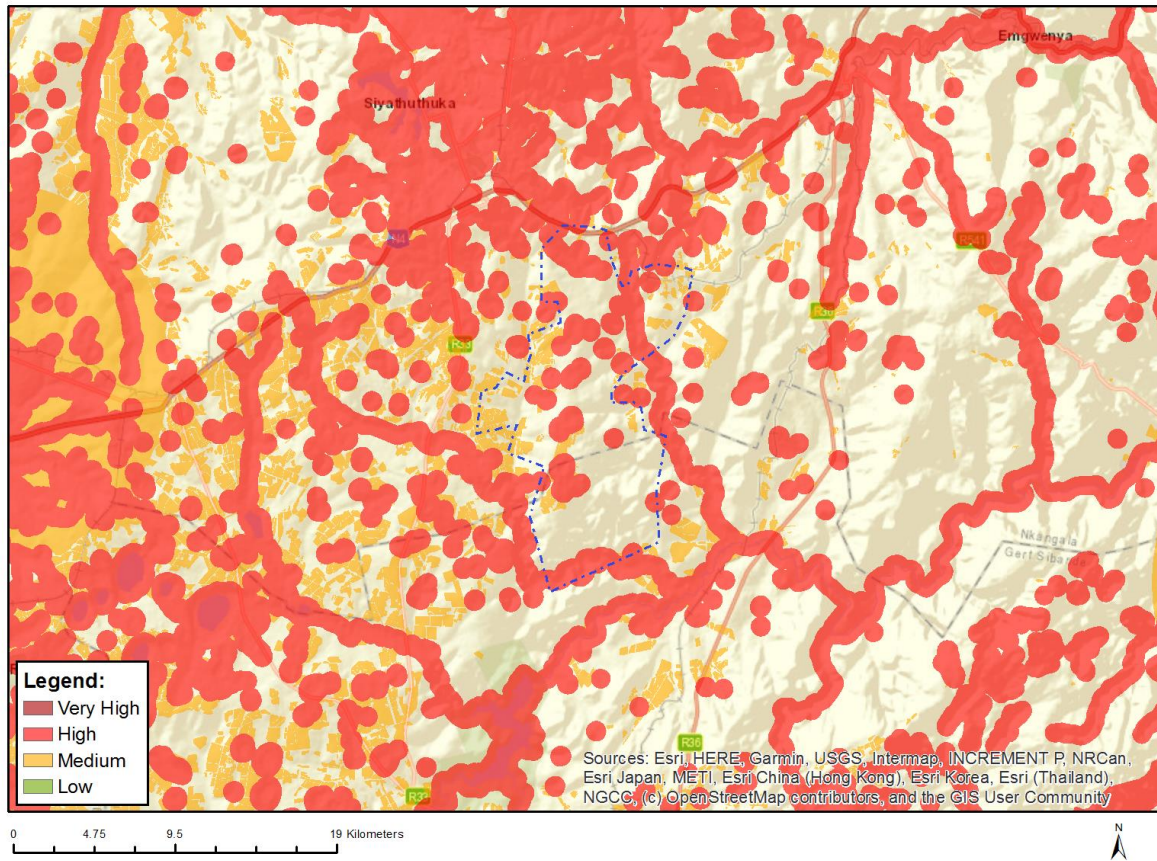 Emgwenya
Siyathuthuka
N4
R541
R36
R33
Nkangala
Gert Sibande
R36
R33
Legend:
Very High
High
Medium
Low
Sources: Esri, HERE, Garmin, USGS, Intermap, INCREMENT P, NRCan,
Esri Japan, METI, Esri China (Hong Kong), Esri Korea, Esri (Thailand),
NGCC, (c) OpenStreetMap contributors, and the GIS User Community
0 4.75 9.5 19 Kilometers
N